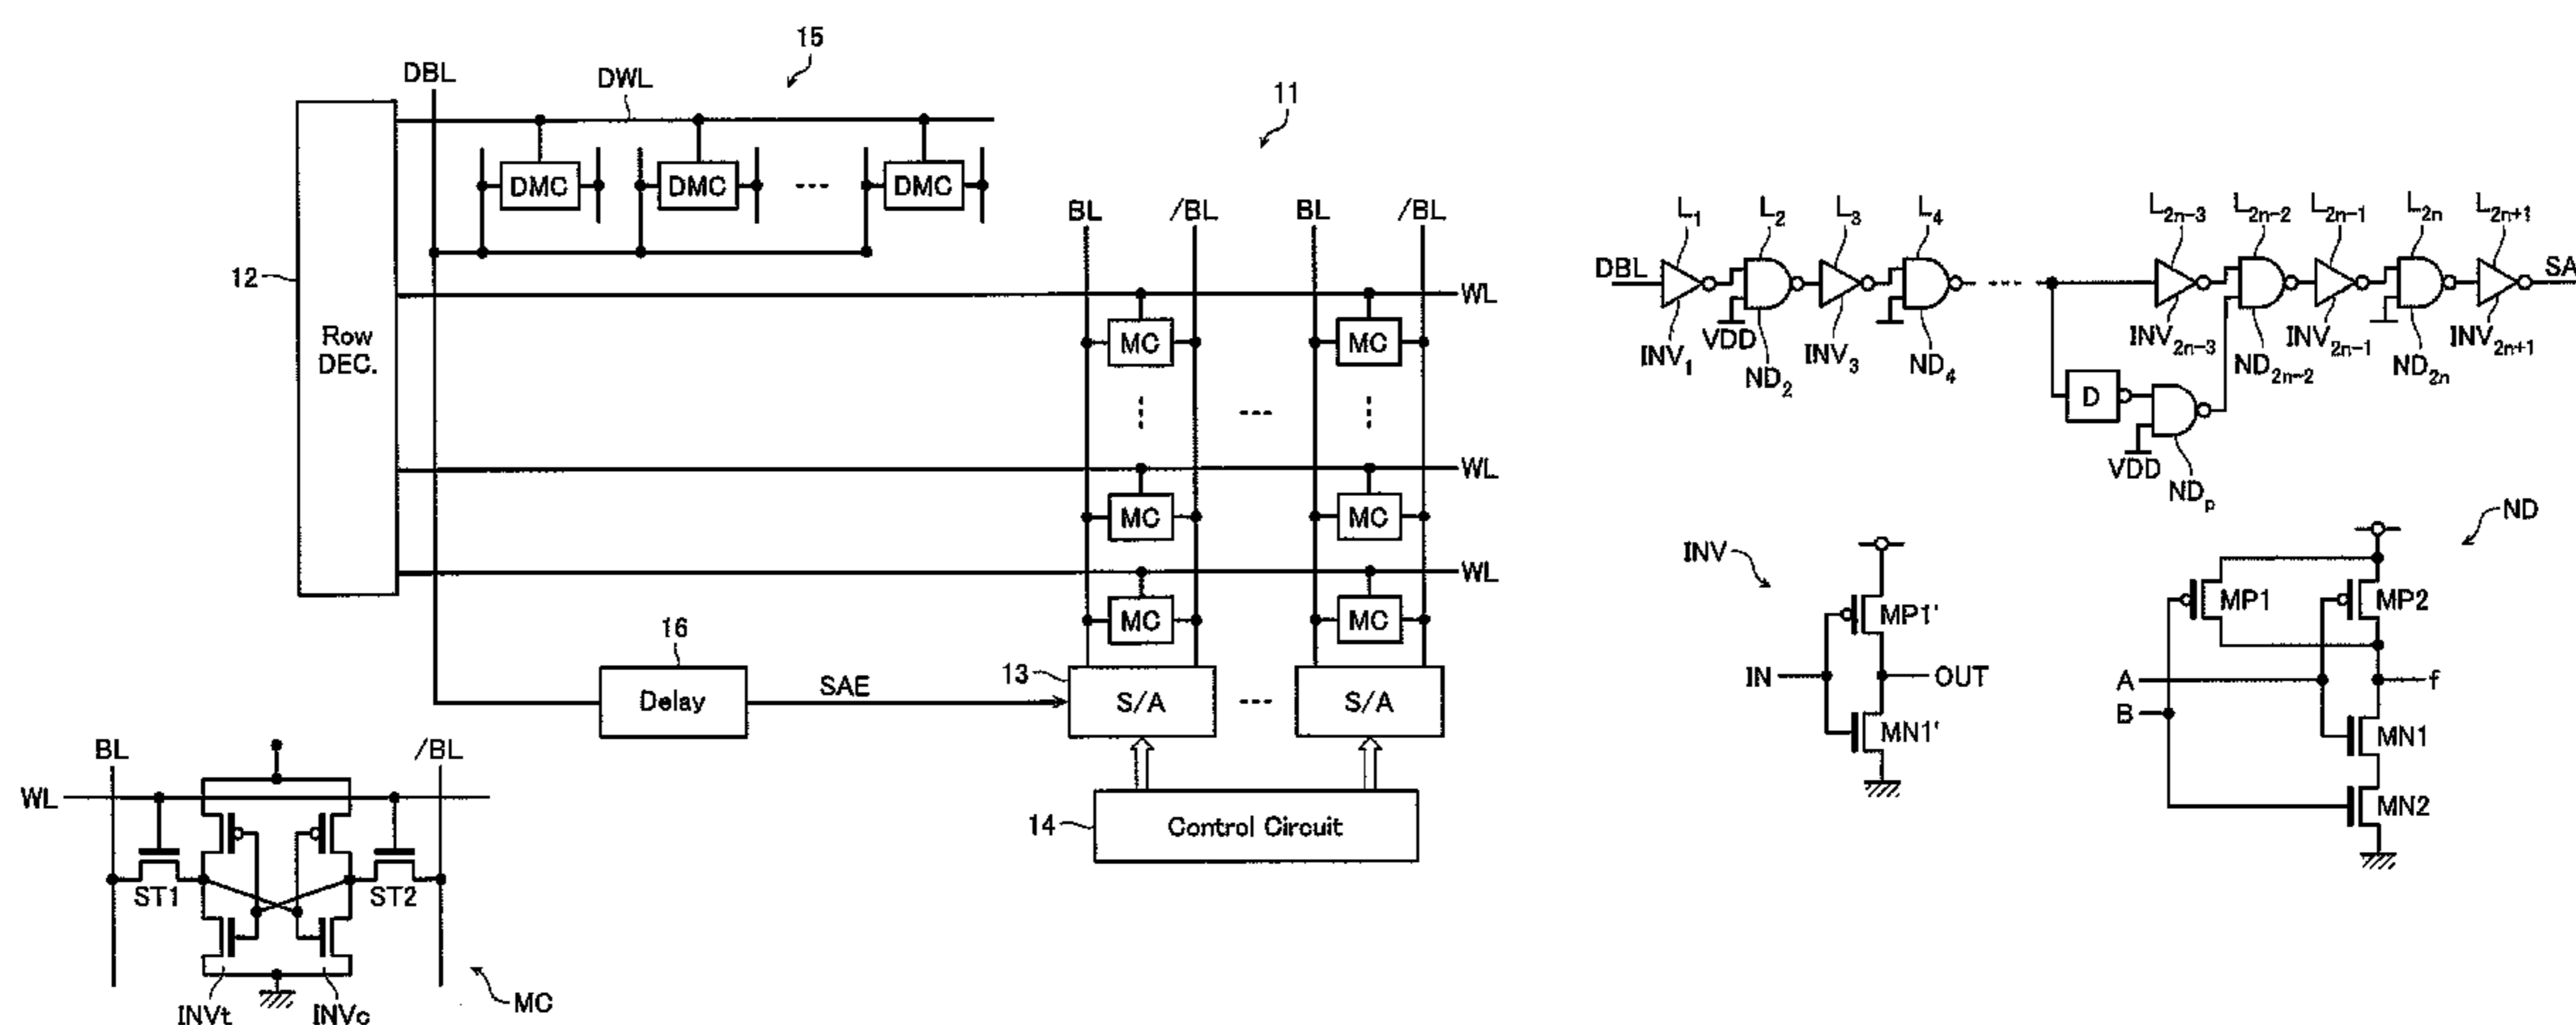 15
DBL
DWL
11
DMC
DMC
---
DMC
BL
/BL
BL
/BL
12
Row
DEC.
WL
MC
MC
---
WL
MC
MC
WL
MC
MC
16
Delay
SAE
13
S/A
---
S/A
14
Control Circuit
BL
/BL
WL
ST1
ST2
INVt
INVc
MC
L1
L2
L3
L4
L2n-3
L2n-2
L2n-1
L2n
L2n+1
DBL
---
SA
VDD
INV1
ND2
INV3
ND4
INV2n-3
ND2n-2
INV2n-1
ND2n
INV2n+1
D
VDD
NDp
INV
MP1'
IN
OUT
MN1'
ND
MP1
MP2
A
B
f
MN1
MN2